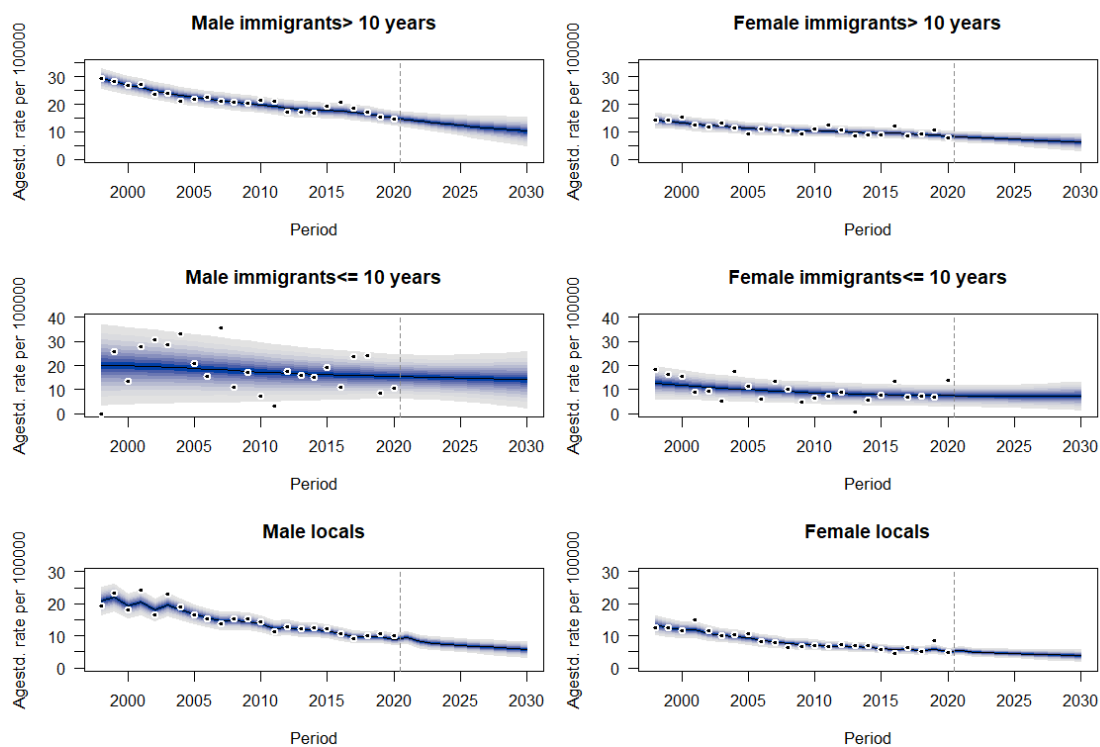 Male immigrants> 10 years
Agestd. rate per 100000
30
20
10
0
2000 2005 2010 2015 2020 2025 2030
Period
Female immigrants> 10 years
Agestd. rate per 100000
30
20
10
0
2000 2005 2010 2015 2020 2025 2030
Period
Male immigrants<= 10 years
Agestd. rate per 100000
40
30
20
10
0
2000 2005 2010 2015 2020 2025 2030
Period
Female immigrants<= 10 years
Agestd. rate per 100000
40
30
20
10
0
2000 2005 2010 2015 2020 2025 2030
Period
Male locals
Agestd. rate per 100000
30
20
10
0
2000 2005 2010 2015 2020 2025 2030
Period
Female locals
Agestd. rate per 100000
30
20
10
0
2000 2005 2010 2015 2020 2025 2030
Period